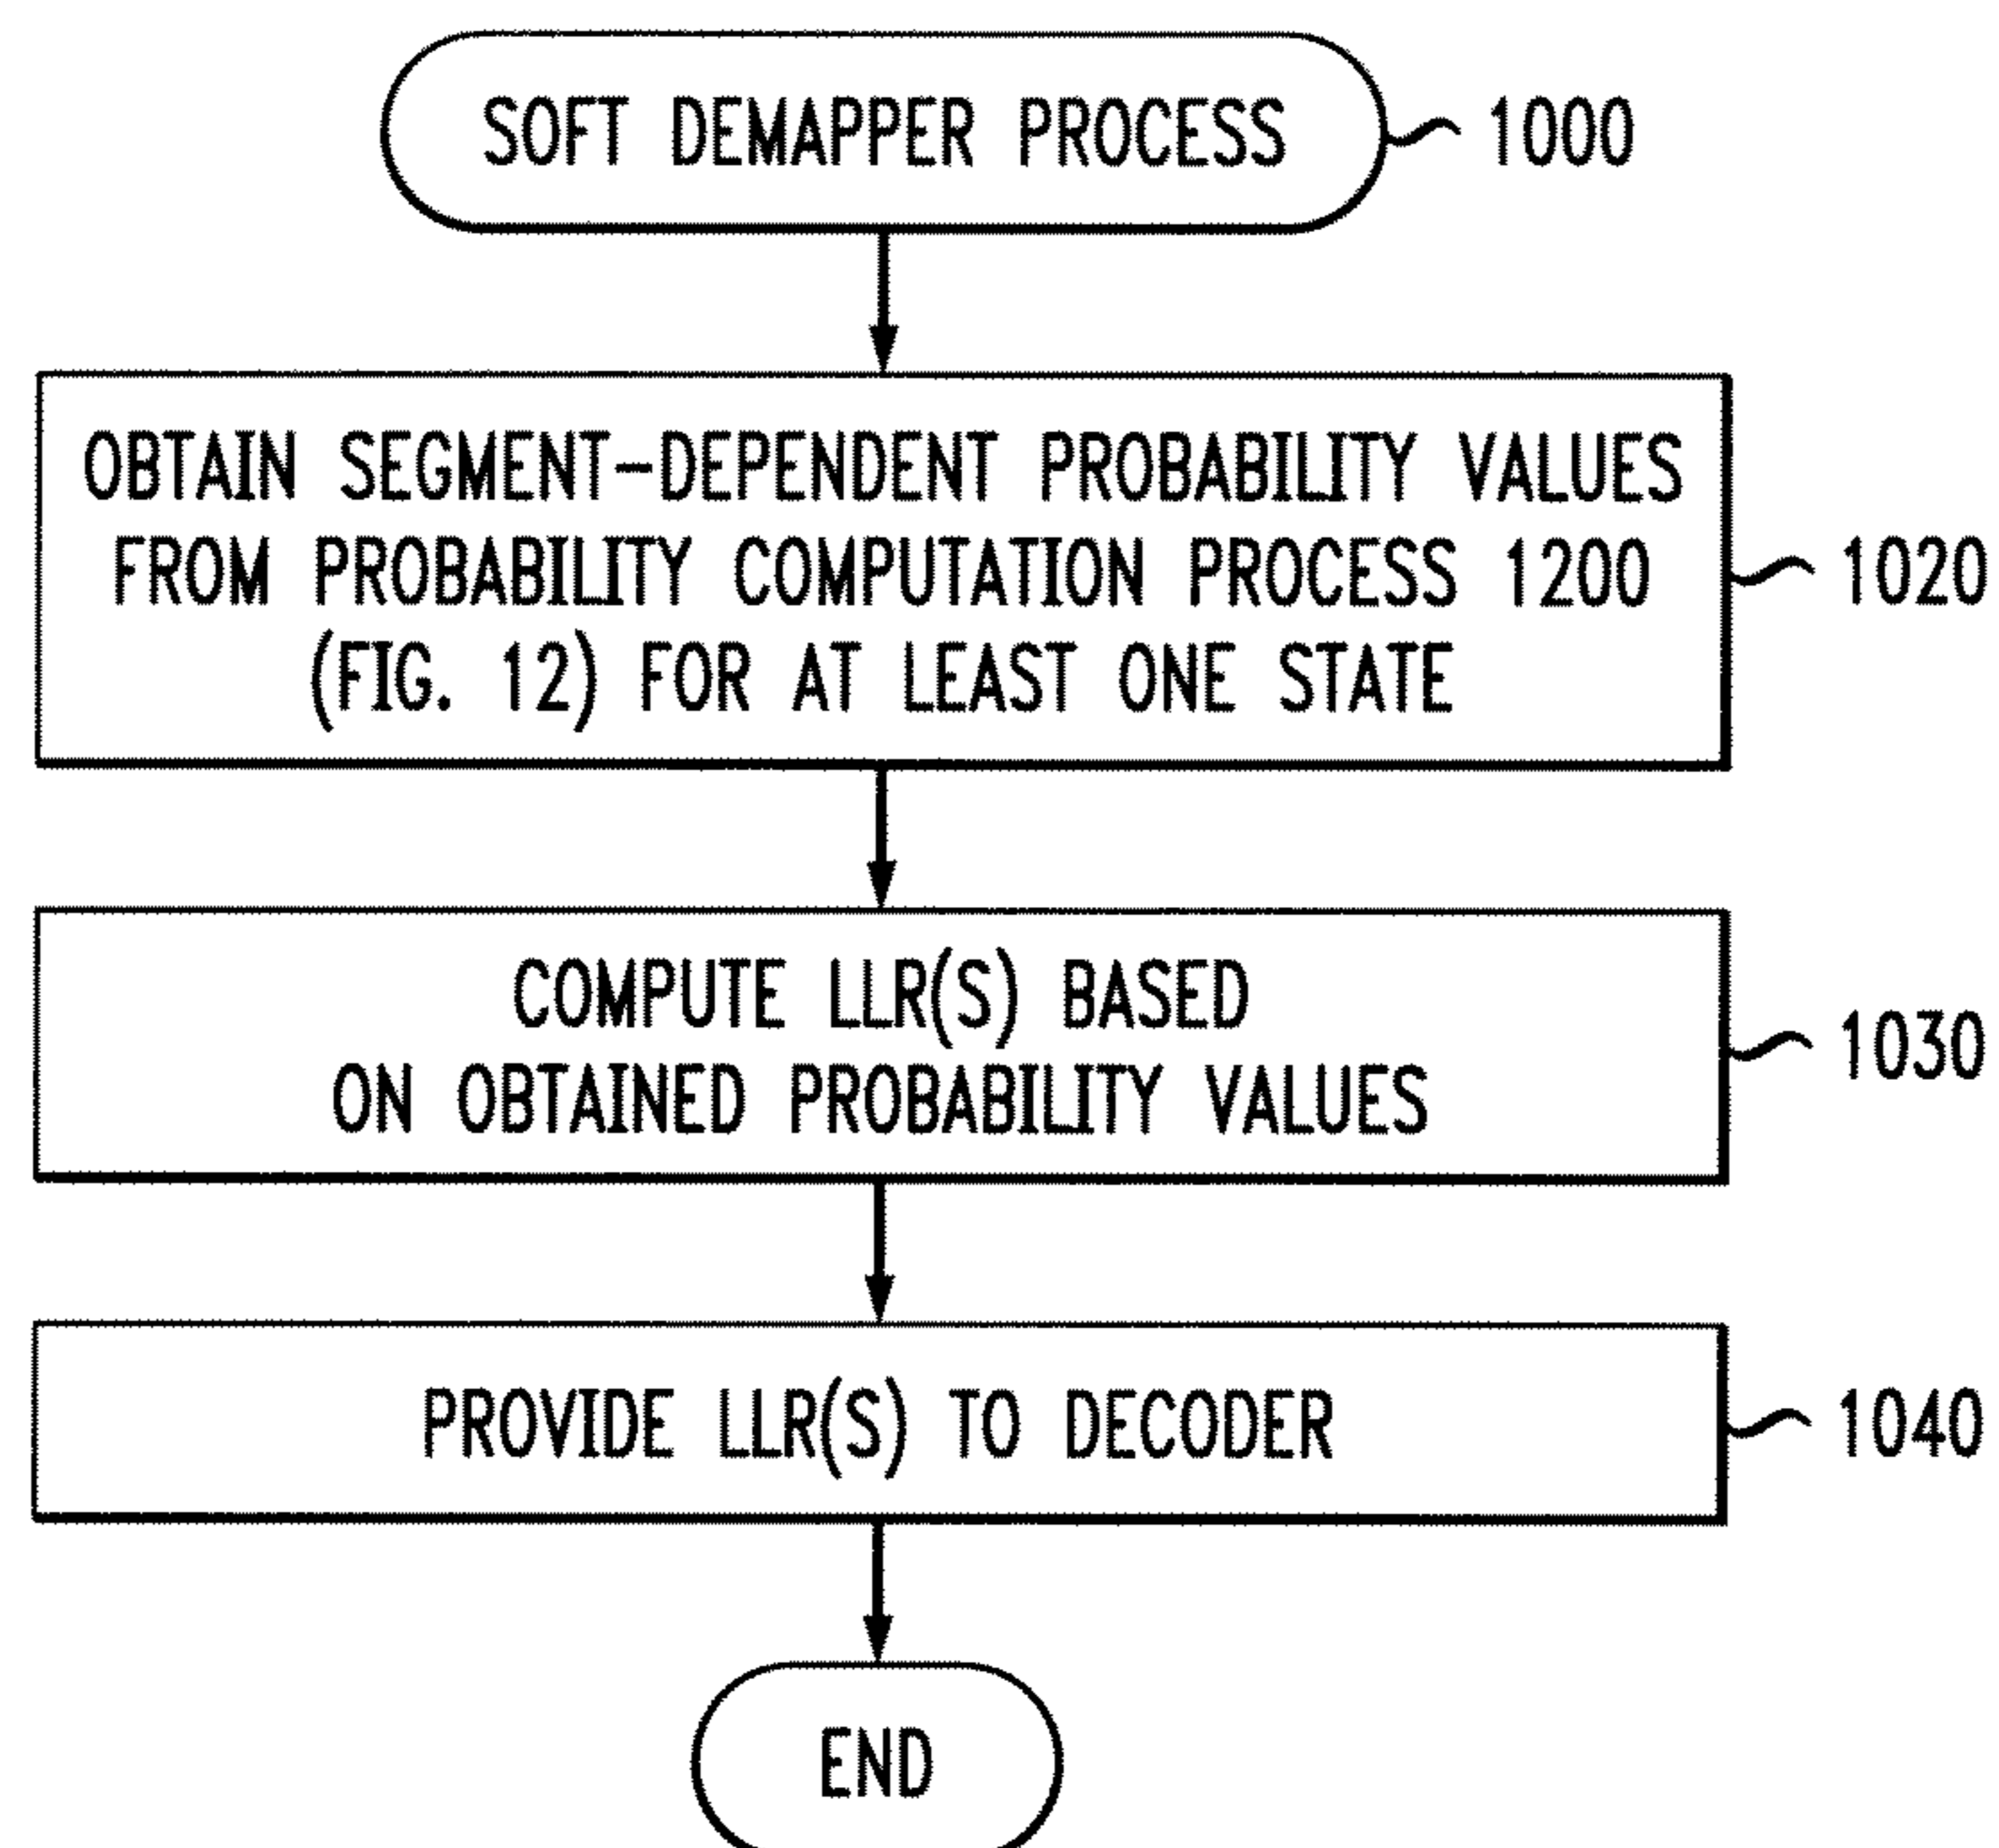 SOFT DEMAPPER PROCESS
1000
OBTAIN SEGMENT-DEPENDENT PROBABILITY VALUES
FROM PROBABILITY COMPUTATION PROCESS 1200
1020
(FIG. 12) FOR AT LEAST ONE STATE
COMPUTE LLR(S) BASED
1030
ON OBTAINED PROBABILITY VALUES
PROVIDE LLR(S) TO DECODER
1040
END